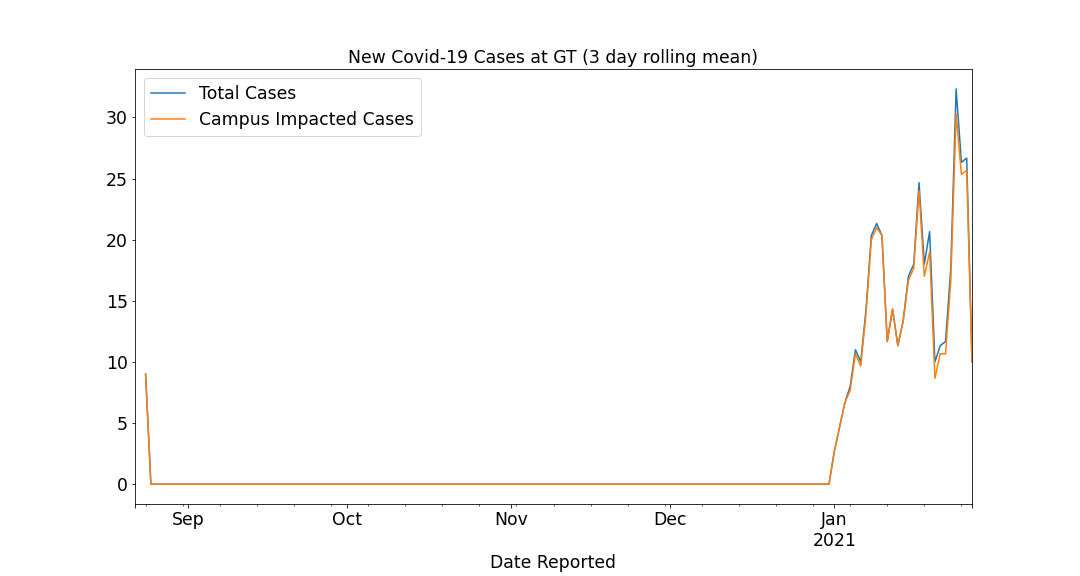 New Covid-19 Cases at GT (3 day rolling mean)
Total Cases
Campus Impacted Cases
30
25
20
15
10
5
0
Sep Oct Nov Dec Jan
2021
Date Reported